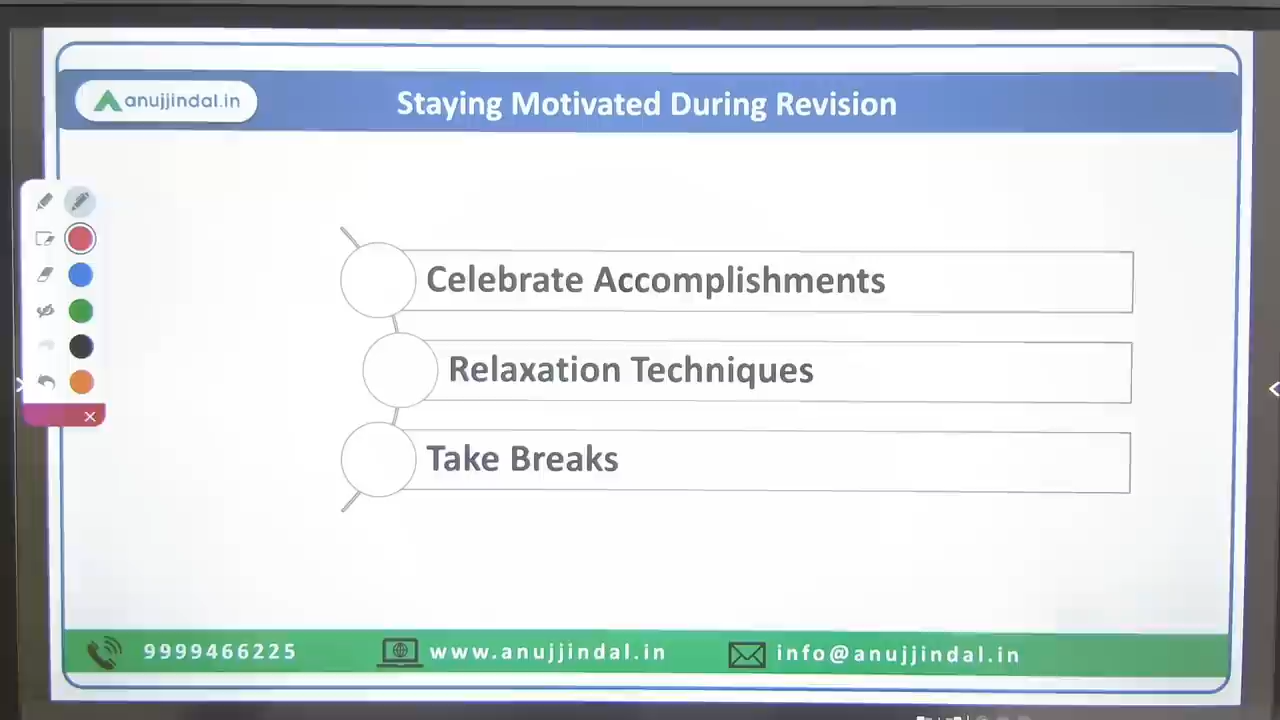 anujjindal.in
Staying Motivated During Revision
Celebrate Accomplishments
Relaxation Techniques
Take Breaks
9999466225
www.anujjindal.in
info@anujjindal.in